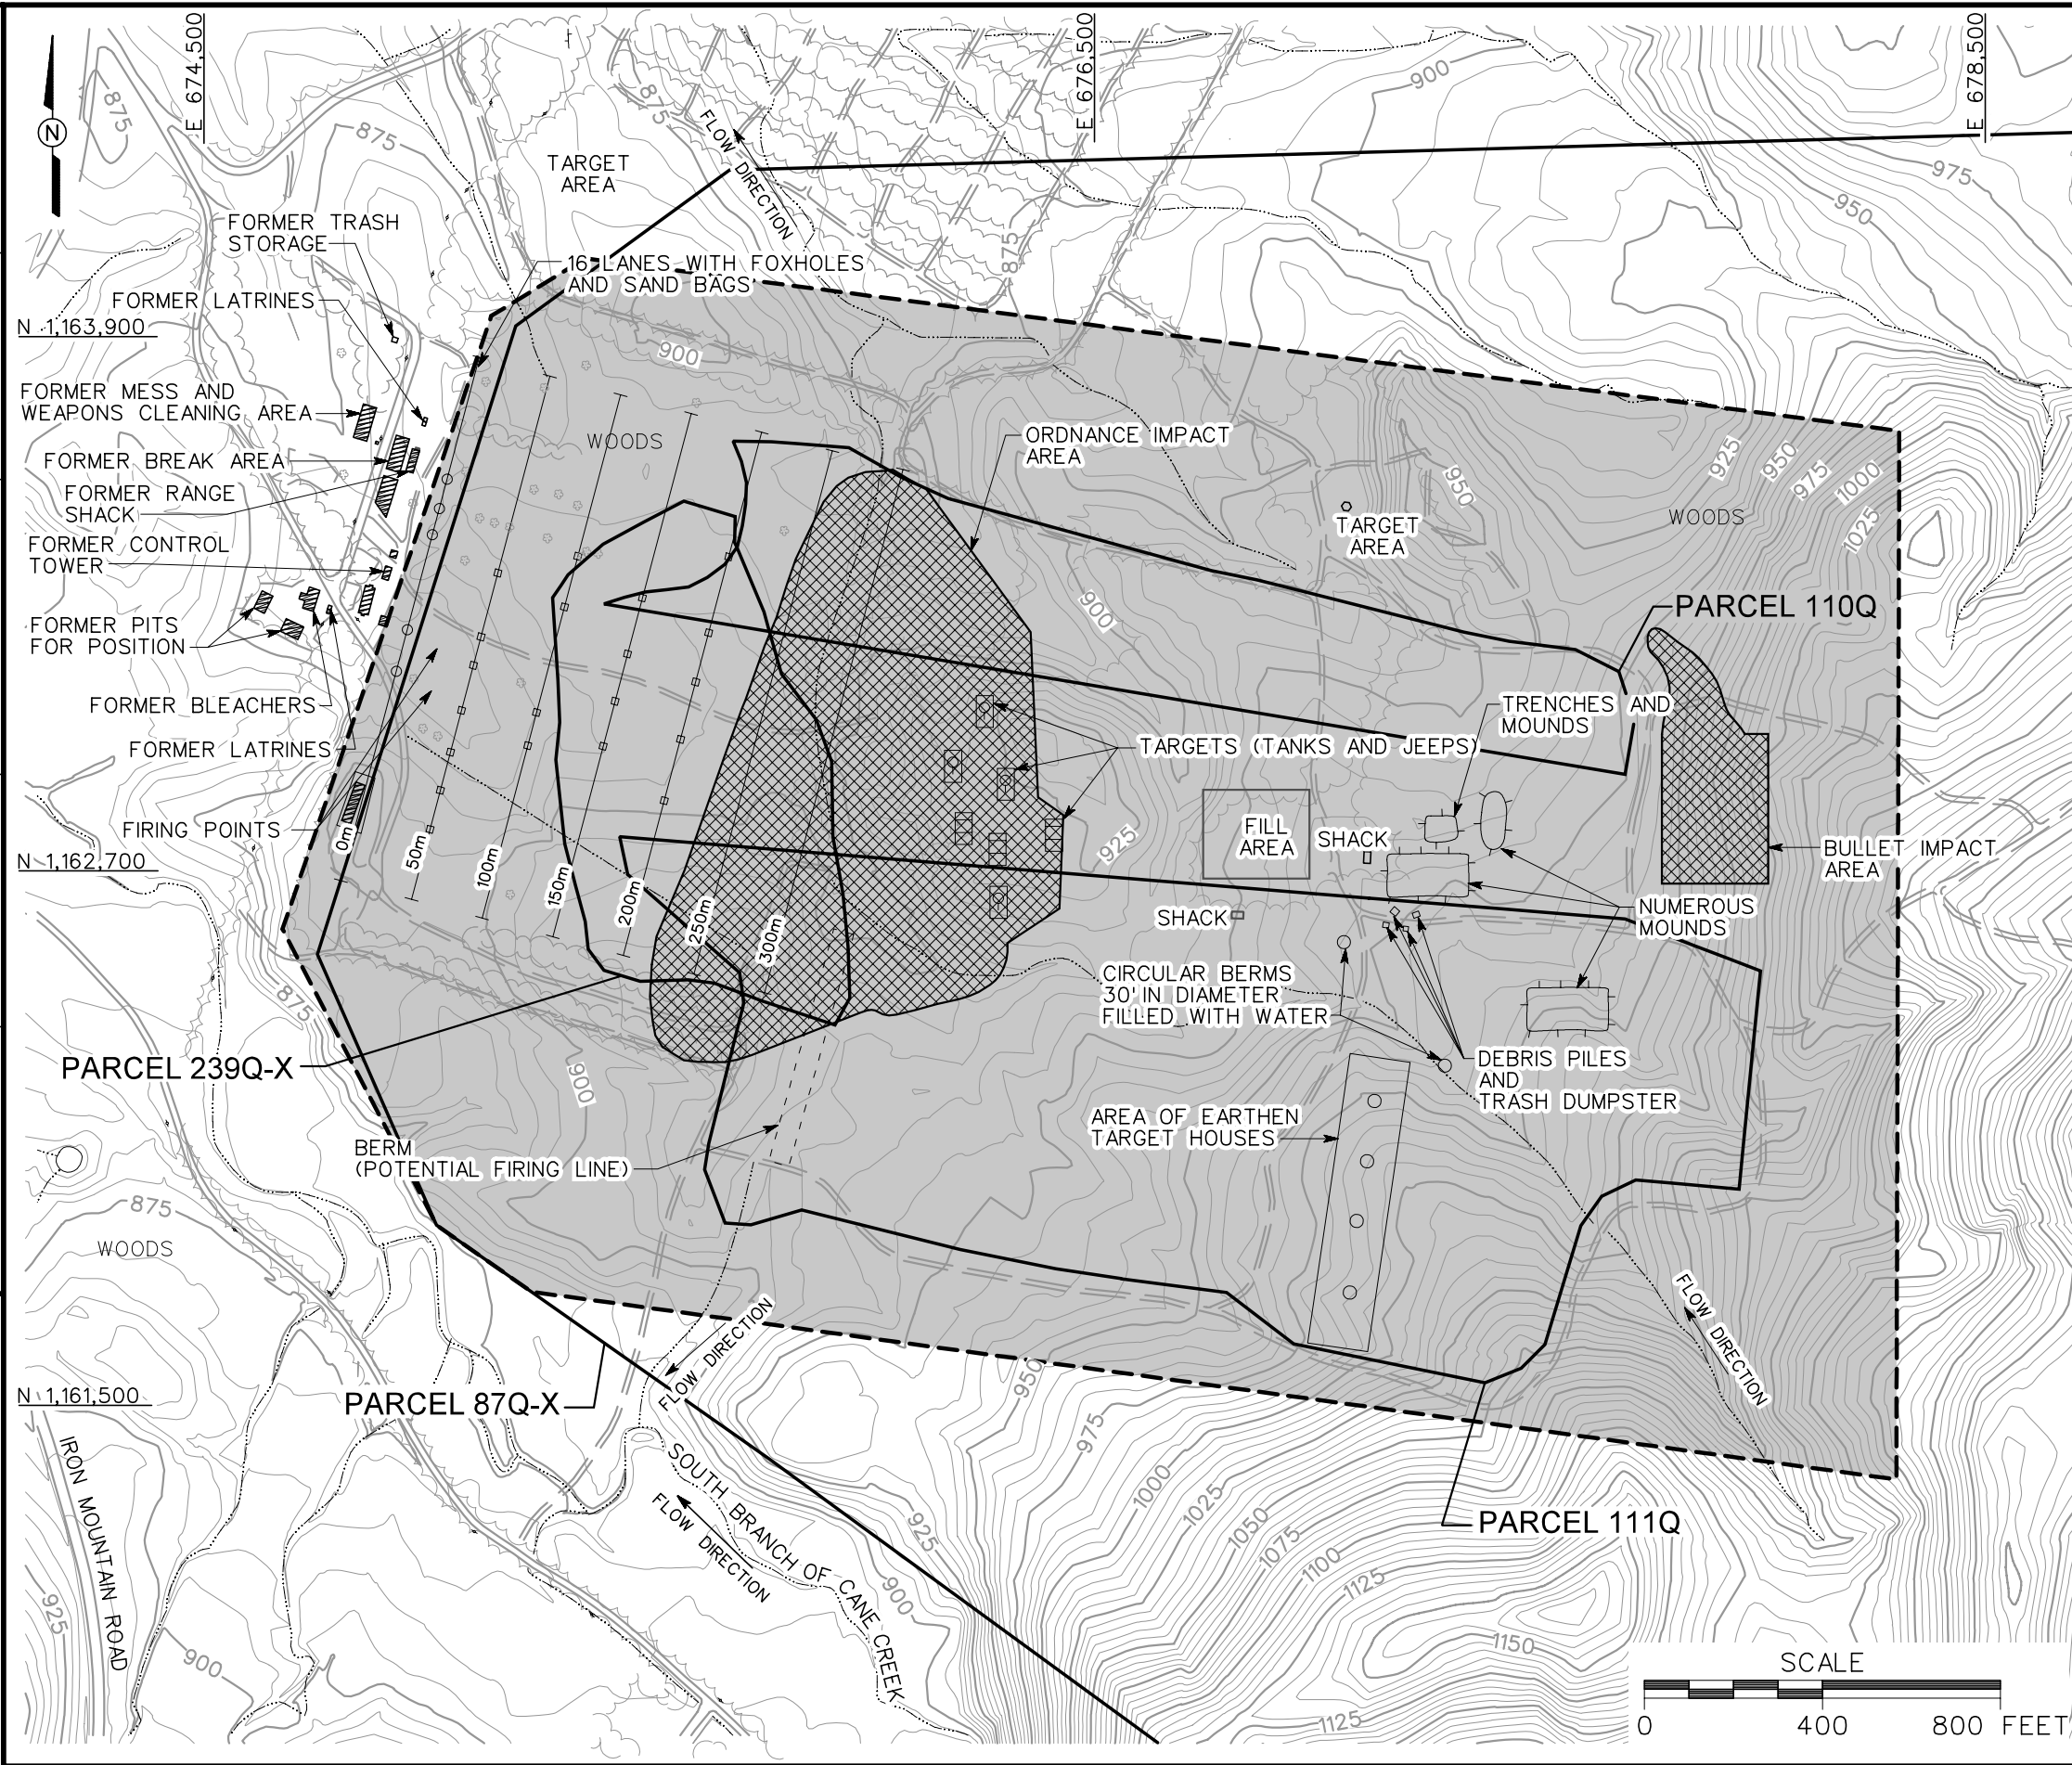 E 674,500
E 676,500
E 678,500
N
875
875
875
900
975
950
FLOW DIRECTION
TARGET
AREA
FORMER TRASH
STORAGE
16 LANES WITH FOXHOLES
AND SAND BAGS
875
FORMER LATRINES
N 1,163,900
900
FORMER MESS AND
WEAPONS CLEANING AREA
WOODS
ORDNANCE IMPACT
AREA
925
950
975
1000
1025
FORMER BREAK AREA
950
FORMER RANGE
SHACK
TARGET
AREA
WOODS
FORMER CONTROL
TOWER
900
PARCEL 110Q
FORMER PITS
FOR POSITION
FORMER BLEACHERS
TRENCHES AND
MOUNDS
FORMER LATRINES
TARGETS (TANKS AND JEEPS)
FIRING POINTS
0m
50m
100m
150m
200m
250m
300m
925
FILL
AREA
SHACK
BULLET IMPACT
AREA
N 1,162,700
SHACK
NUMEROUS
MOUNDS
875
CIRCULAR BERMS
30' IN DIAMETER
FILLED WITH WATER
PARCEL 239Q-X
900
DEBRIS PILES
AND
TRASH DUMPSTER
AREA OF EARTHEN
TARGET HOUSES
BERM
(POTENTIAL FIRING LINE)
875
WOODS
FLOW DIRECTION
FLOW DIRECTION
N 1,161,500
PARCEL 87Q-X
950
975
1000
1025
1050
1075
1100
1125
IRON MOUNTAIN ROAD
SOUTH BRANCH OF CANE CREEK
FLOW DIRECTION
925
900
PARCEL 111Q
925
900
1150
1125
SCALE
0 400 800 FEET